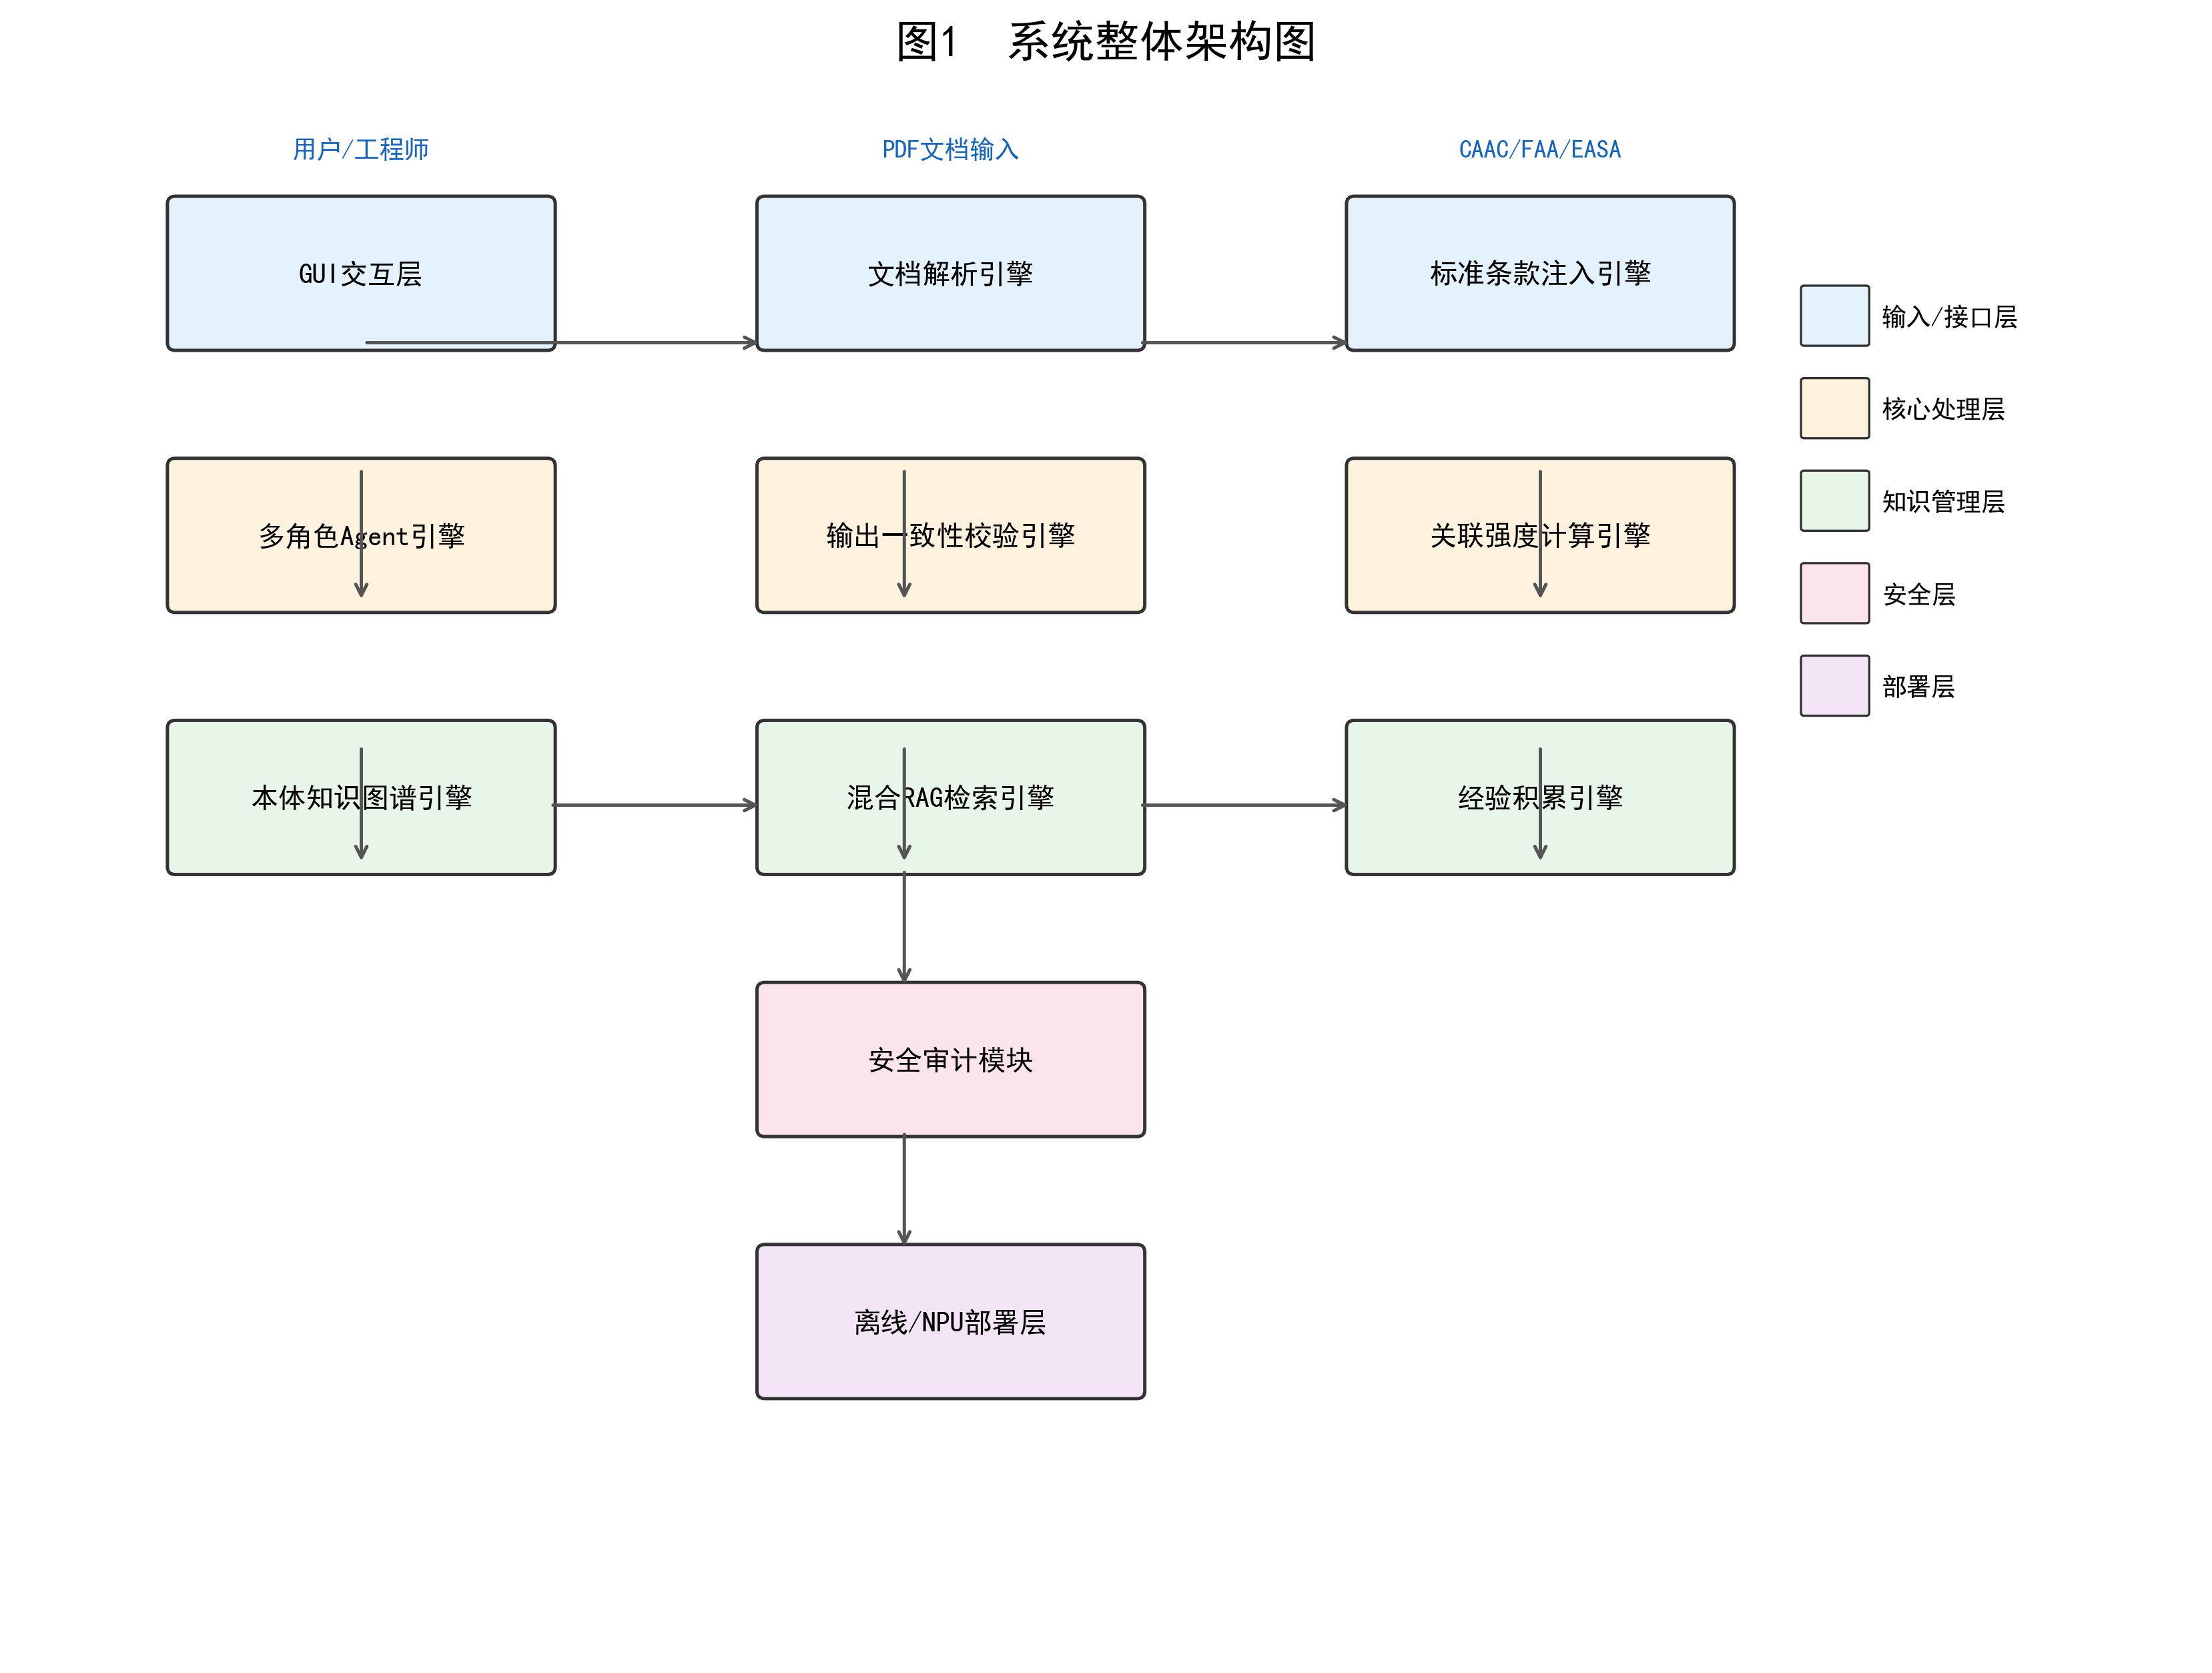 图1 系统整体架构图
用户/工程师
PDF文档输入
CAAC/FAA/EASA
GUI交互层
文档解析引擎
标准条款注入引擎
输入/接口层
核心处理层
多角色Agent引擎
输出一致性校验引擎
关联强度计算引擎
知识管理层
安全层
部署层
本体知识图谱引擎
混合RAG检索引擎
经验积累引擎
安全审计模块
离线/NPU部署层